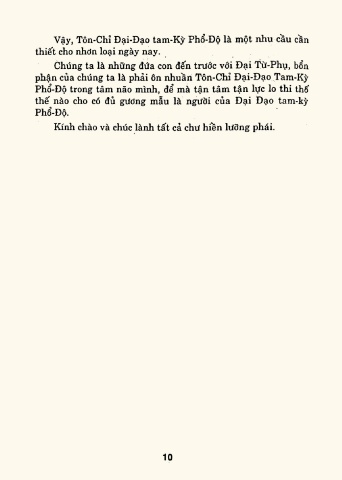 Vậy, Tôn-Chỉ Đại-Đạo tam-Kỳ Phổ-Độ là một nhu cầu cần
thiết cho nhơn loại ngày nay.
Chúng ta là những đứa con đến trước với Đại Từ-Phụ, bổn
phận của chúng ta là phải ôn nhuần Tôn-Chỉ Đại-Đạo Tam-Kỳ
Phổ-Độ trong tâm não mình, để mà tận tâm tận lực lo thi thố
thế nào cho có đủ gương mẫu là người của Đại Đạo tam-kỳ
Phổ-Độ.
Kính chào và chúc lành tất cả chư hiền lưỡng phái.
10